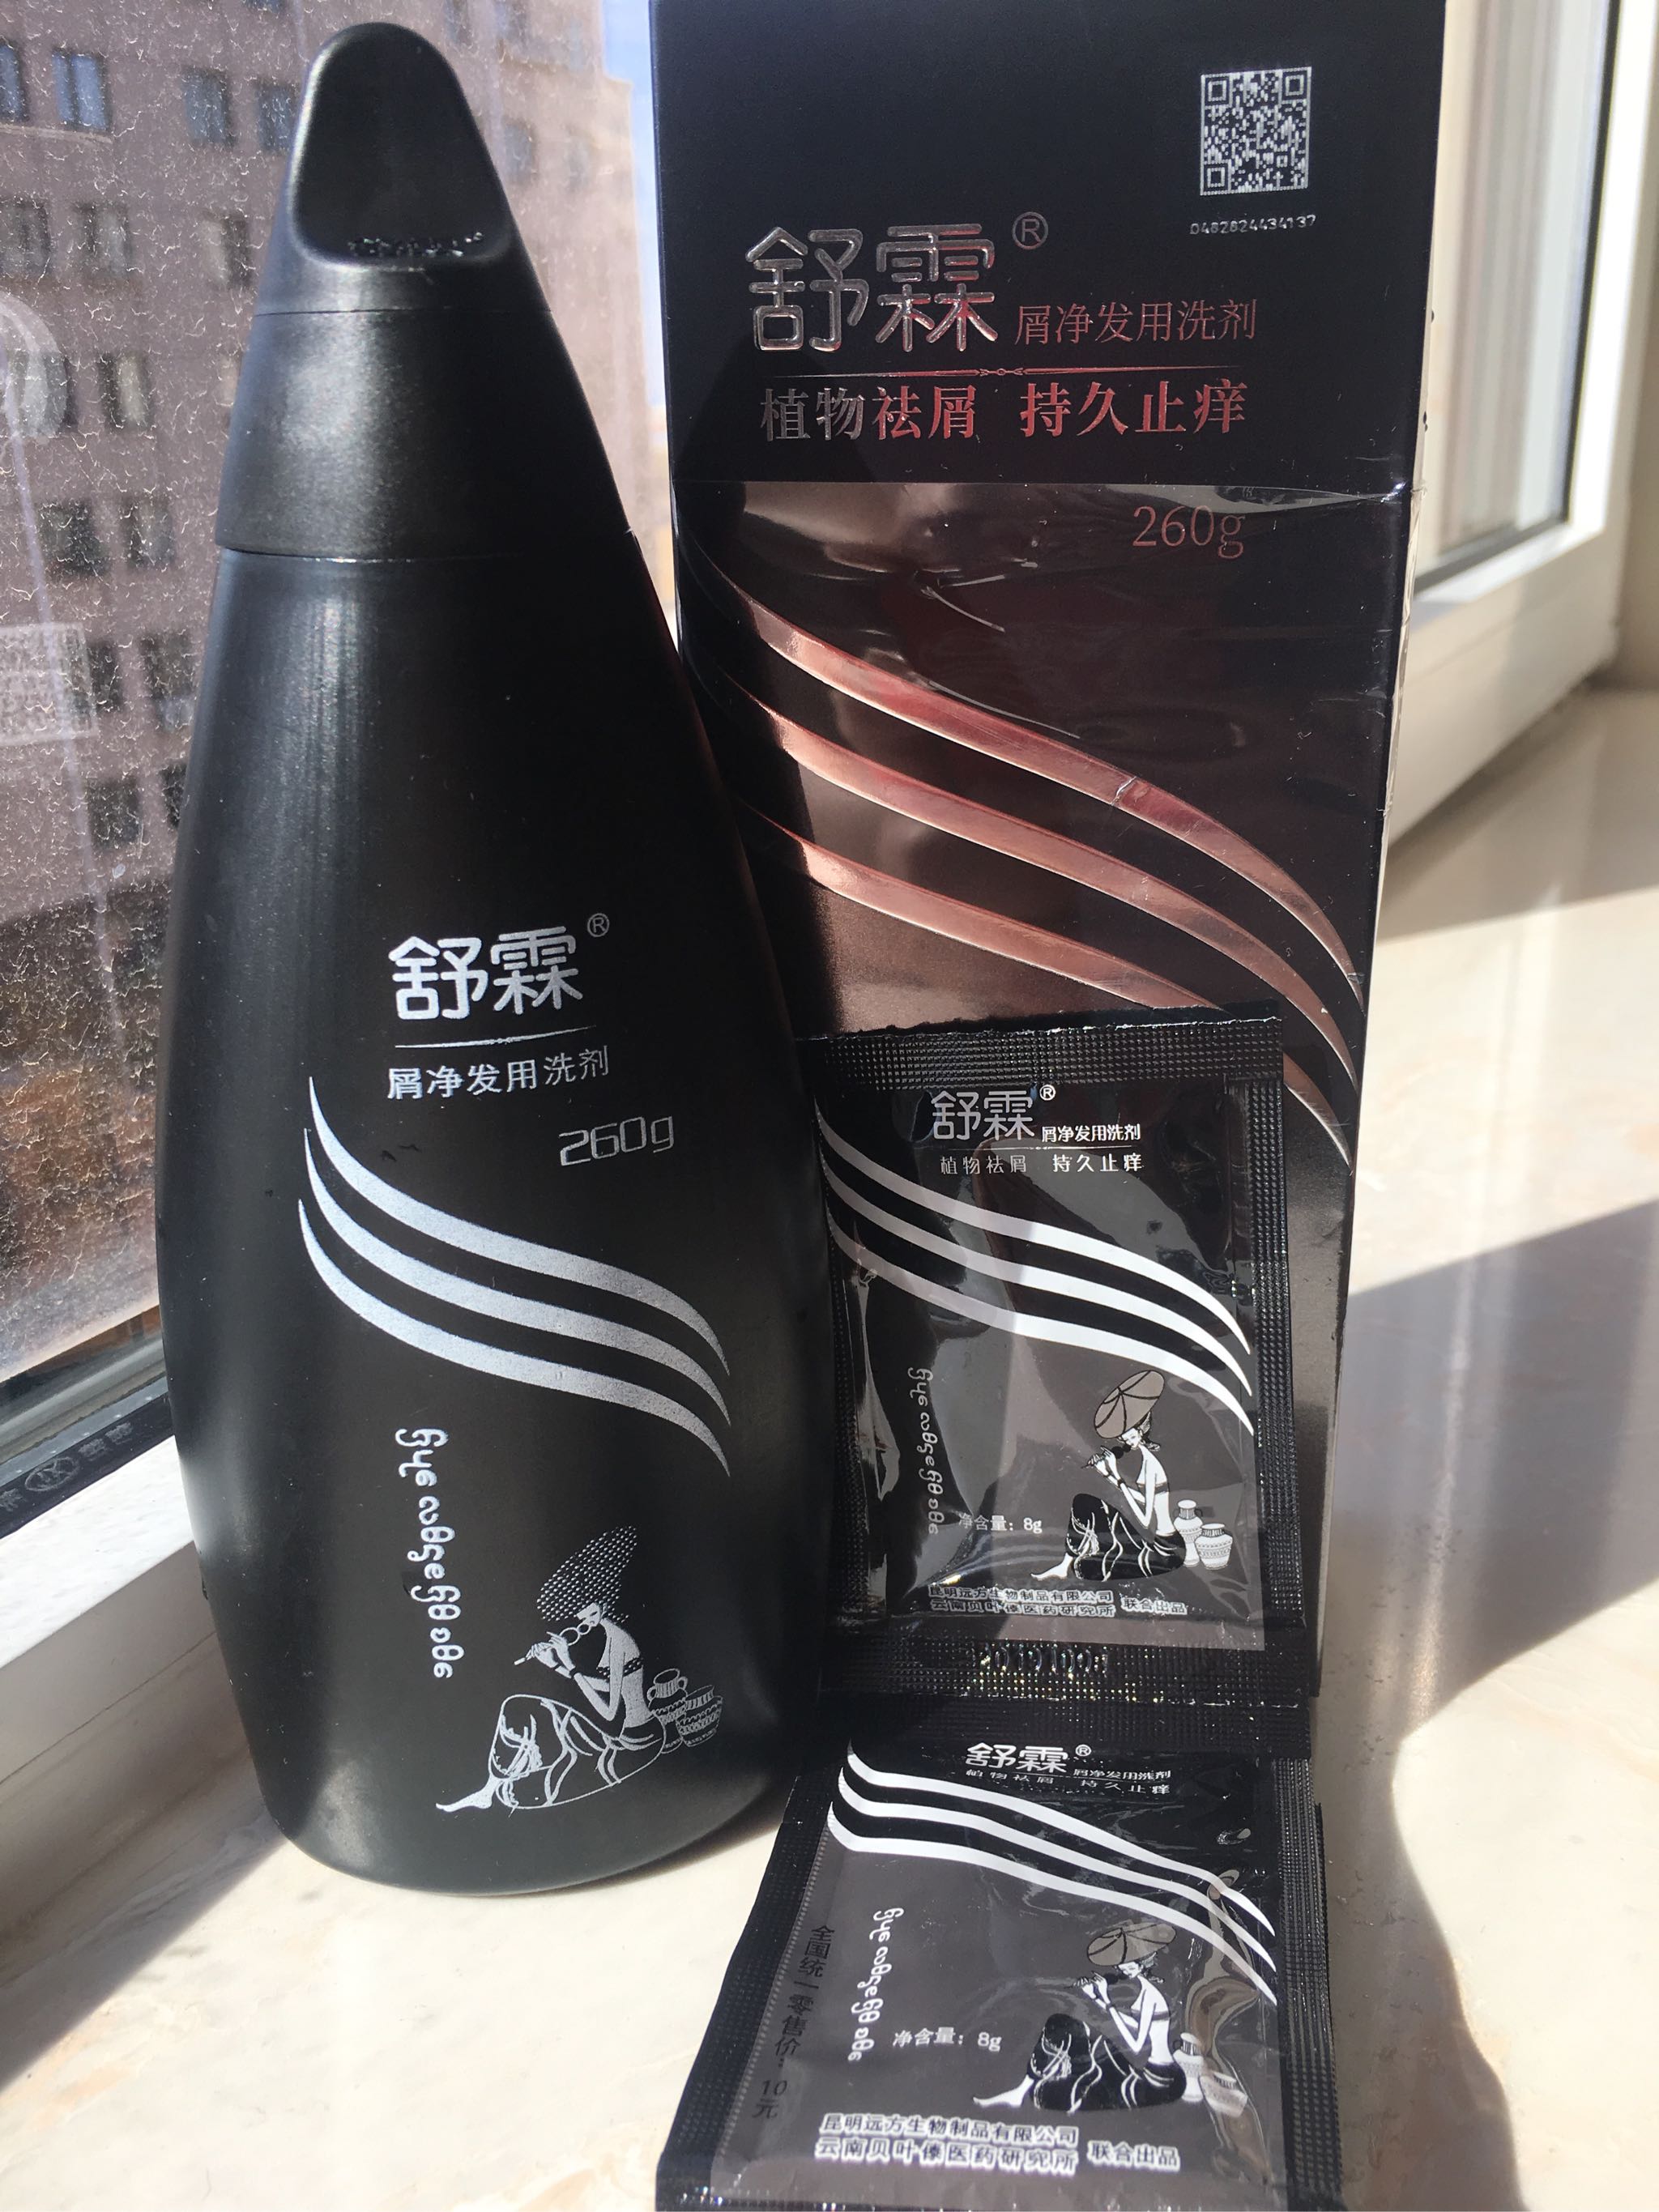 舒霖®
屑净发用洗剂
260g
0482824434137
舒霖®
屑净发用洗剂
植物祛屑 持久止痒
260g
舒霖®
屑净发用洗剂
植物祛屑 持久止痒
净含量：8g
昆明远方生物制品有限公司
云南贝叶傣医药研究所 联合出品
舒霖®
屑净发用洗剂
植物祛屑 持久止痒
全国统一零售价：10元
净含量：8g
昆明远方生物制品有限公司
云南贝叶傣医药研究所 联合出品